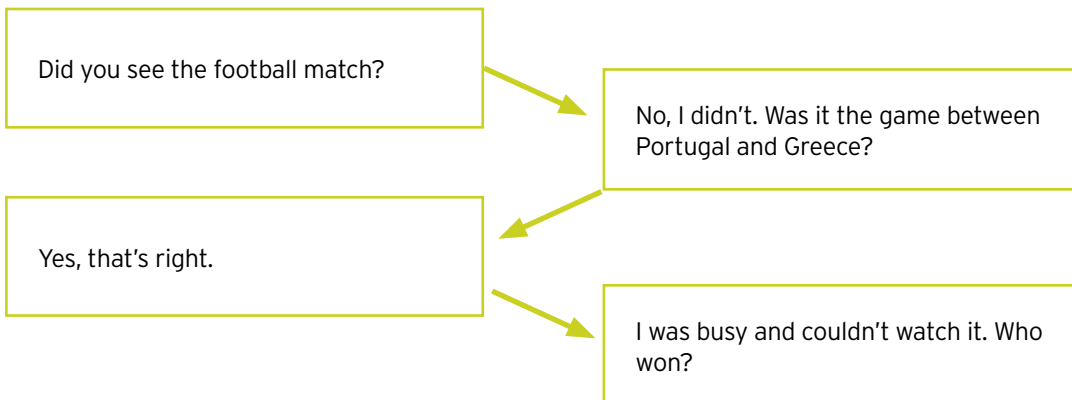 Did you see the football match?
No, I didn't. Was it the game between
Portugal and Greece?
Yes, that's right.
I was busy and couldn't watch it. Who
won?